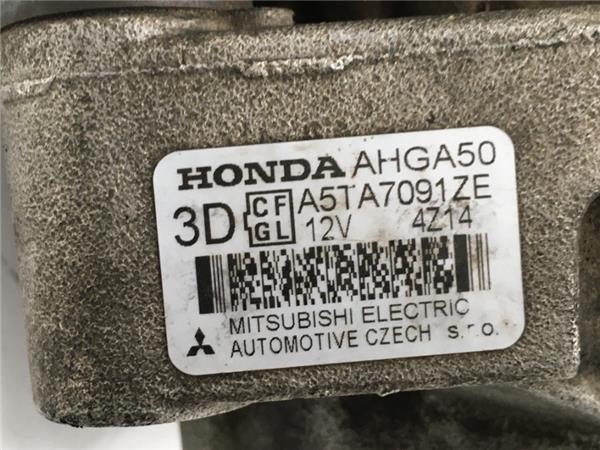 HONDA AHGA50
3D CF GL A5TA7091ZE
12V 4Z14
MITSUBISHI ELECTRIC
AUTOMOTIVE CZECH s.r.o.